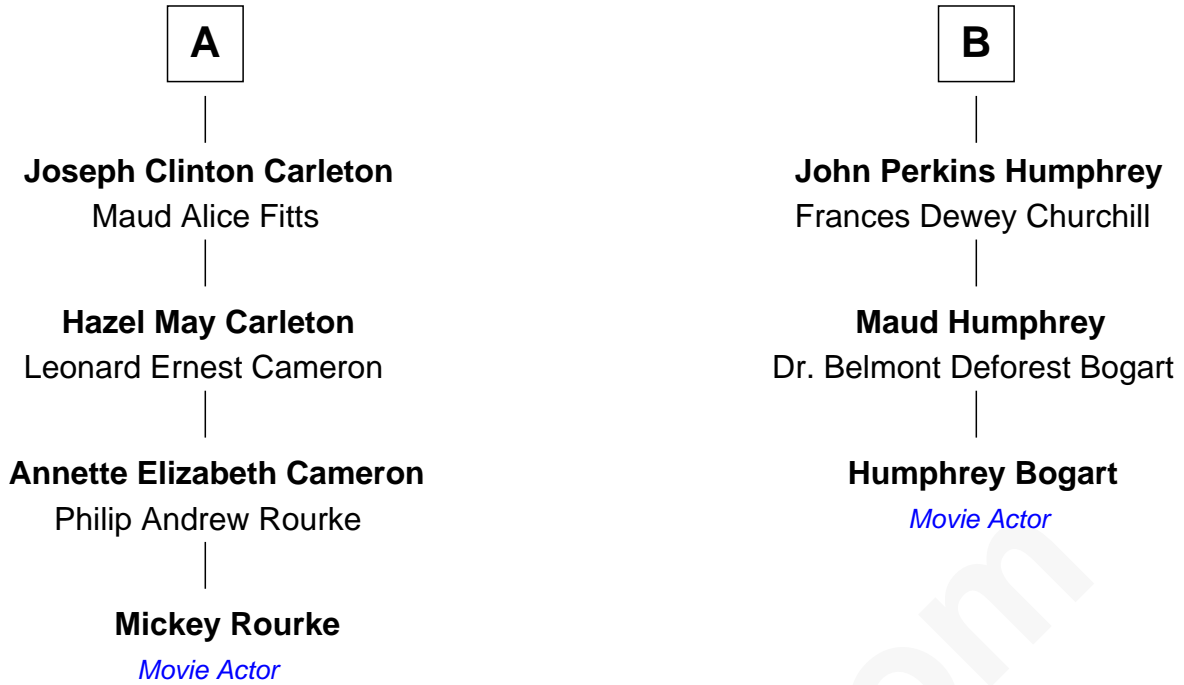 A
Joseph Clinton Carleton
Maud Alice Fitts
Hazel May Carleton
Leonard Ernest Cameron
Annette Elizabeth Cameron
Philip Andrew Rourke
Mickey Rourke
Movie Actor
B
John Perkins Humphrey
Frances Dewey Churchill
Maud Humphrey
Dr. Belmont Deforest Bogart
Humphrey Bogart
Movie Actor
om